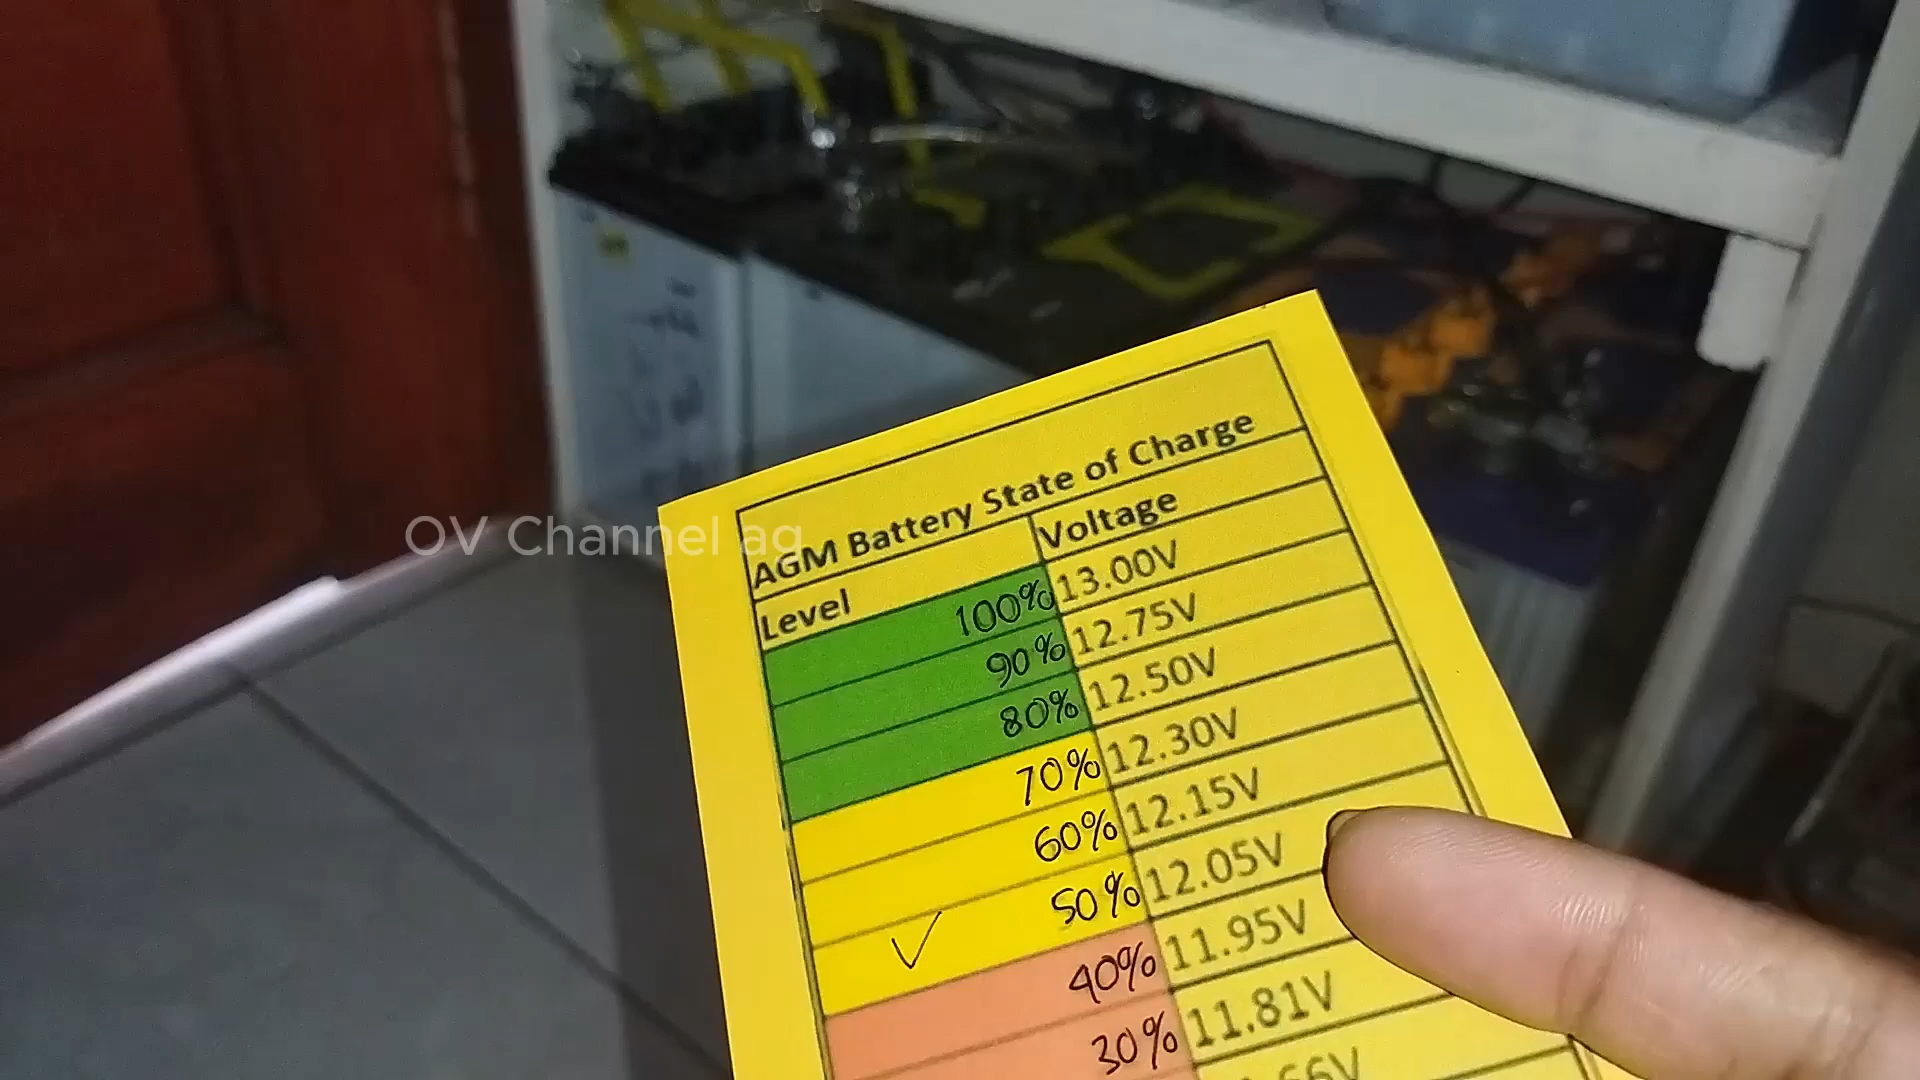 AGM Battery State of Charge
Level Voltage
100% 13.00V
90% 12.75V
80% 12.50V
70% 12.30V
60% 12.15V
50% 12.05V
40% 11.95V
30% 11.81V
OV Channel ag